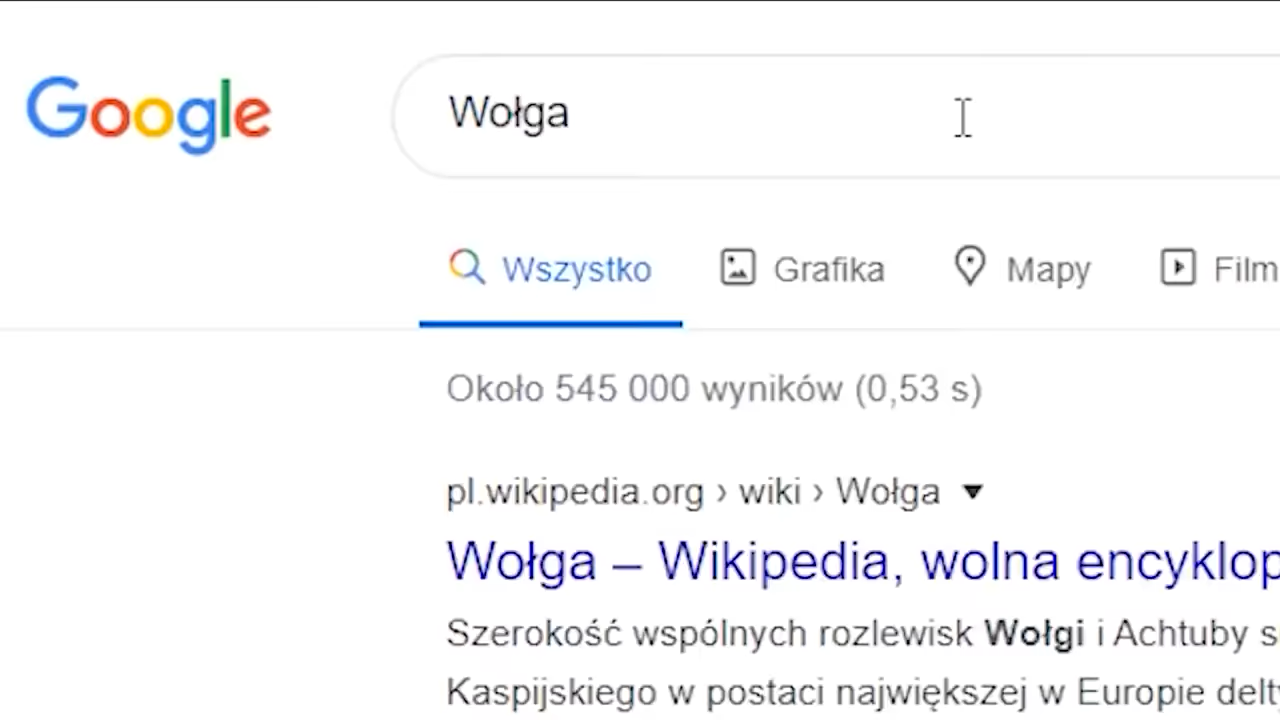 Google
Wołga
Wszystko Grafika Mapy Film
Około 545 000 wyników (0,53 s)
pl.wikipedia.org › wiki › Wołga
Wołga – Wikipedia, wolna encyklop
Szerokość wspólnych rozlewisk Wołgi i Achtuby s
Kaspijskiego w postaci największej w Europie delt